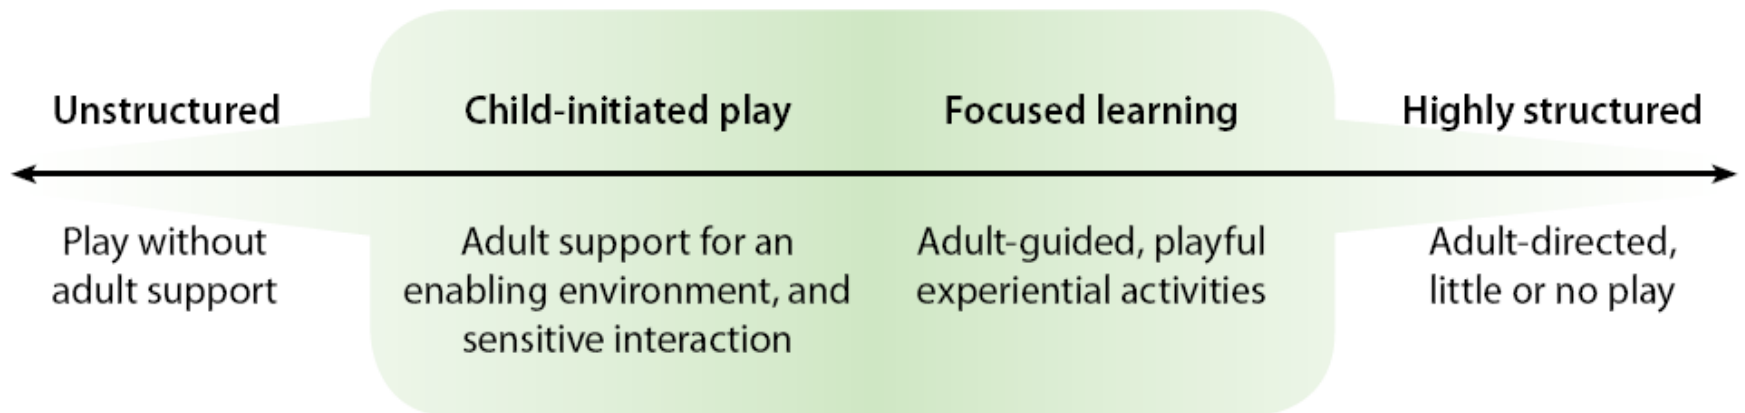 Unstructured
Child-initiated play
Focused learning
Highly structured
Play without
adult support
Adult support for an
enabling environment, and
sensitive interaction
Adult-guided, playful
experiential activities
Adult-directed,
little or no play